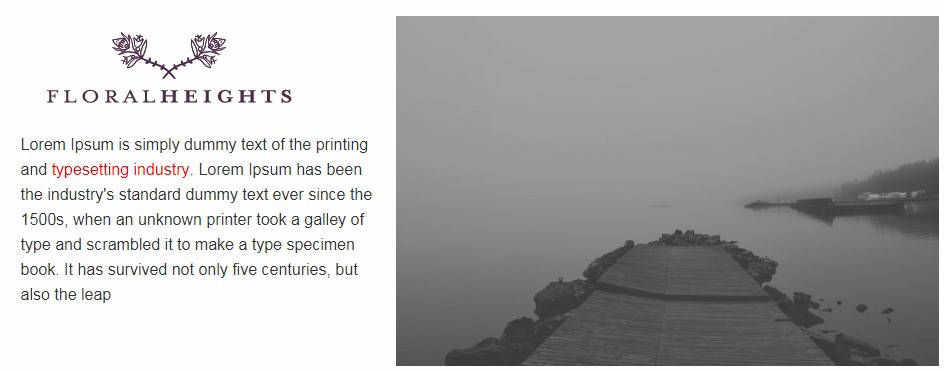 FLORALHEIGHTS
Lorem Ipsum is simply dummy text of the printing
and typesetting industry. Lorem Ipsum has been
the industry's standard dummy text ever since the
1500s, when an unknown printer took a galley of
type and scrambled it to make a type specimen
book. It has survived not only five centuries, but
also the leap